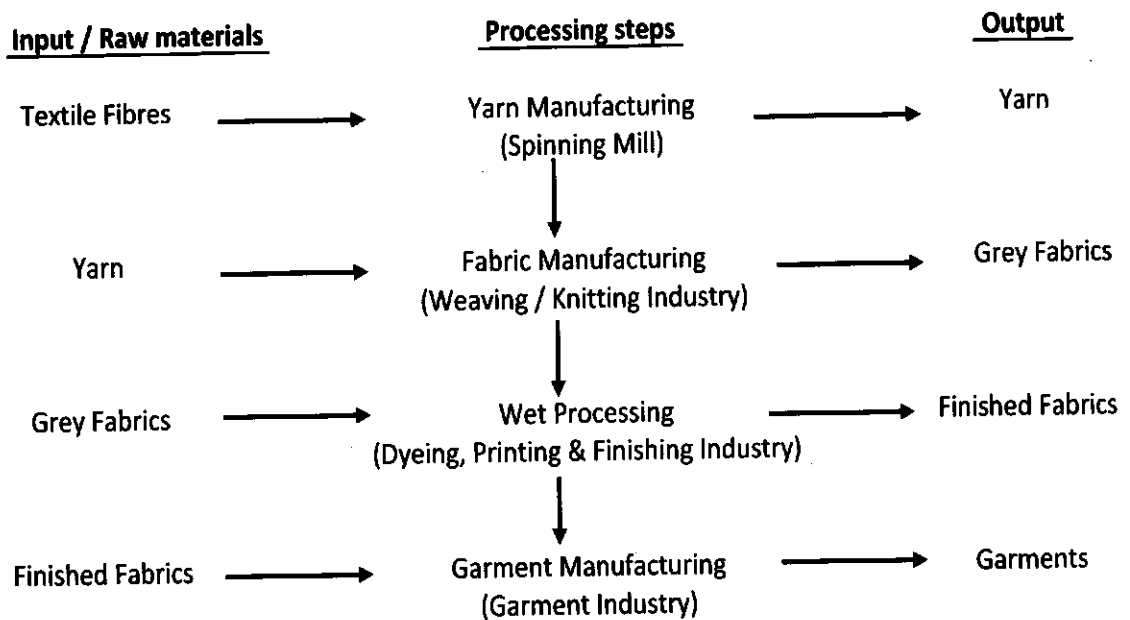 Input / Raw materials Processing steps Output
Textile Fibres Yarn Manufacturing Yarn
(Spinning Mill)
Yarn Fabric Manufacturing Grey Fabrics
(Weaving / Knitting Industry)
Grey Fabrics Wet Processing Finished Fabrics
(Dyeing, Printing & Finishing Industry)
Finished Fabrics Garment Manufacturing Garments
(Garment Industry)